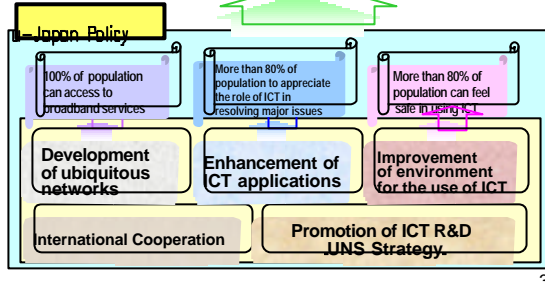 u-Japan Policy
100% of population
can access to
broadband services
More than 80% of
population to appreciate
the role of ICT in
resolving major issues
More than 80% of
population can feel
safe in using ICT
Development
of ubiquitous
networks
Enhancement of
ICT applications
Improvement
of environment
for the use of ICT
International Cooperation
Promotion of ICT R&D
UNS Strategy